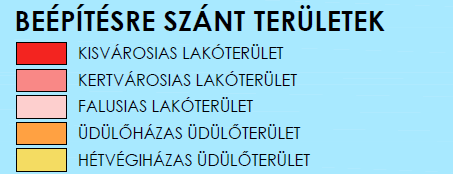 BEÉPÍTÉSRE SZÁNT TERÜLETEK
KISVÁROSIAS LAKÓTERÜLET
KERTVÁROSIAS LAKÓTERÜLET
FALUSIAS LAKÓTERÜLET
ÜDÜLŐHÁZAS ÜDÜLŐTERÜLET
HÉTVÉGIHÁZAS ÜDÜLŐTERÜLET